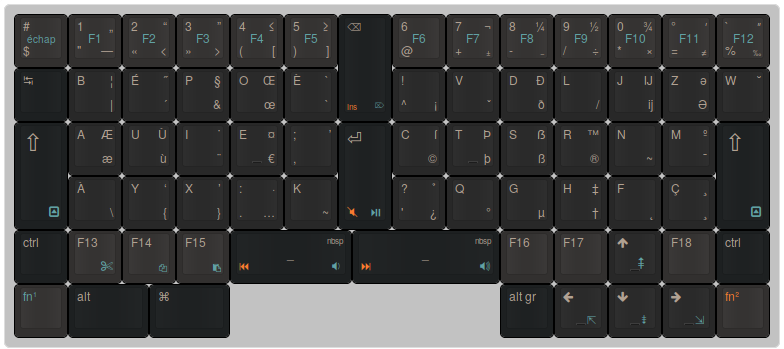 # échap $
1 „ F1 " —
2 “ F2 « <
3 ” F3 » >
4 ≤ F4 ( [
5 ≥ F5 ) ]
⌫ Ins ⌦
6 F6 @
7 ¬ F7 + ±
8 ¼ F8 - −
9 ½ F9 / ÷
0 ¾ F10 * ×
° ′ F11 = ≠
` ″ F12 % ‰
↹
B ¦ |
É ˝ ´
P § &
O Œ œ
È `
! ^ ¡
V ˇ
D Ð ð
L /
J IJ ij
Z ə Ə
W ˘
⇧
A Æ æ
U Ù ù
I ˙ ¨
E ¤ €
; ' ,
⏎
C ſ ©
T Þ þ
S ẞ ß
R ™ ®
N ~
M º ¯
⇧
À \
Y ‘ {
X ’ }
: · . …
K ~
? ' ¿
Q °
G µ
H ‡ †
F ˛
Ç ¸
ctrl
F13
F14
F15
nbsp
nbsp
F16
F17
↑
F18
ctrl
fn¹
alt
⌘
alt gr
←
↓
→
fn²